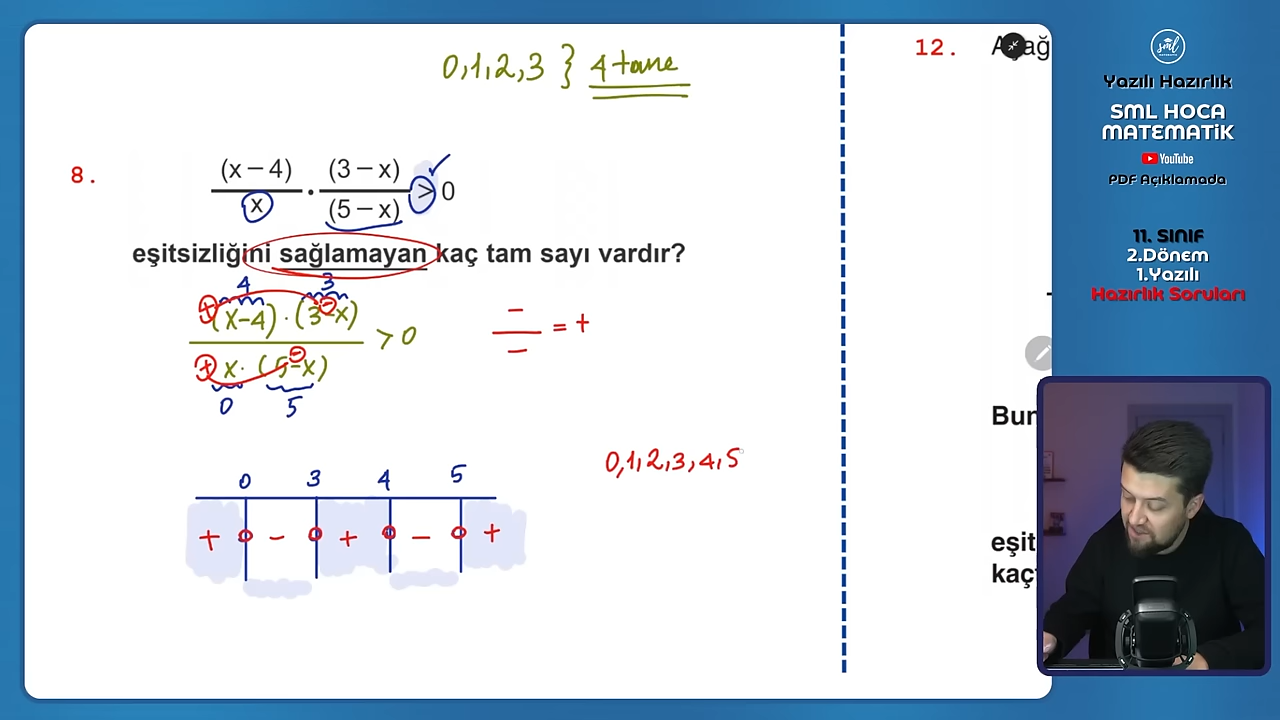 0,1,2,3 } 4 tane
8.
(x − 4) / x · (3 − x) / (5 − x) > 0
eşitsizliğini sağlamayan kaç tam sayı vardır?
4 3
+ (x-4) · (3-x) −
> 0
+ x · (5-x) −
0 5
− / − = +
0,1,2,3,4,5
0 3 4 5
+ − + − +
12. A ağ
Bun
eşit
kaç
sml
Yazılı Hazırlık
SML HOCA
MATEMATİK
YouTube
PDF Açıklamada
11. SINIF
2.Dönem
1.Yazılı
Hazırlık Soruları